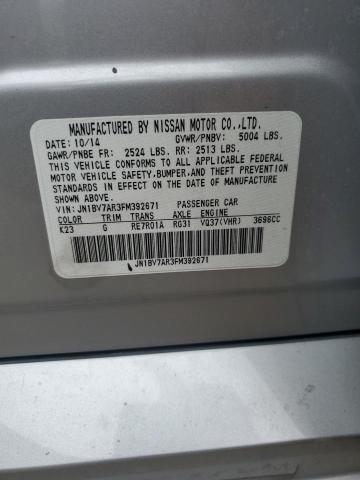 MANUFACTURED BY NISSAN MOTOR CO.,LTD.
DATE: 10/14 GVWR/PNBV: 5004 LBS.
GAWR/PNBE FR: 2524 LBS. RR: 2513 LBS.
THIS VEHICLE CONFORMS TO ALL APPLICABLE FEDERAL
MOTOR VEHICLE SAFETY,BUMPER,AND THEFT PREVENTION
STANDARDS IN EFFECT ON THE DATE OF MANUFACTURE
SHOWN ABOVE.
VIN:JN1BV7AR3FM392671 PASSENGER CAR
COLOR TRIM TRANS AXLE ENGINE
K23 G RE7R01A RG31 VQ37(VHR) 3696CC
JN1BV7AR3FM392671